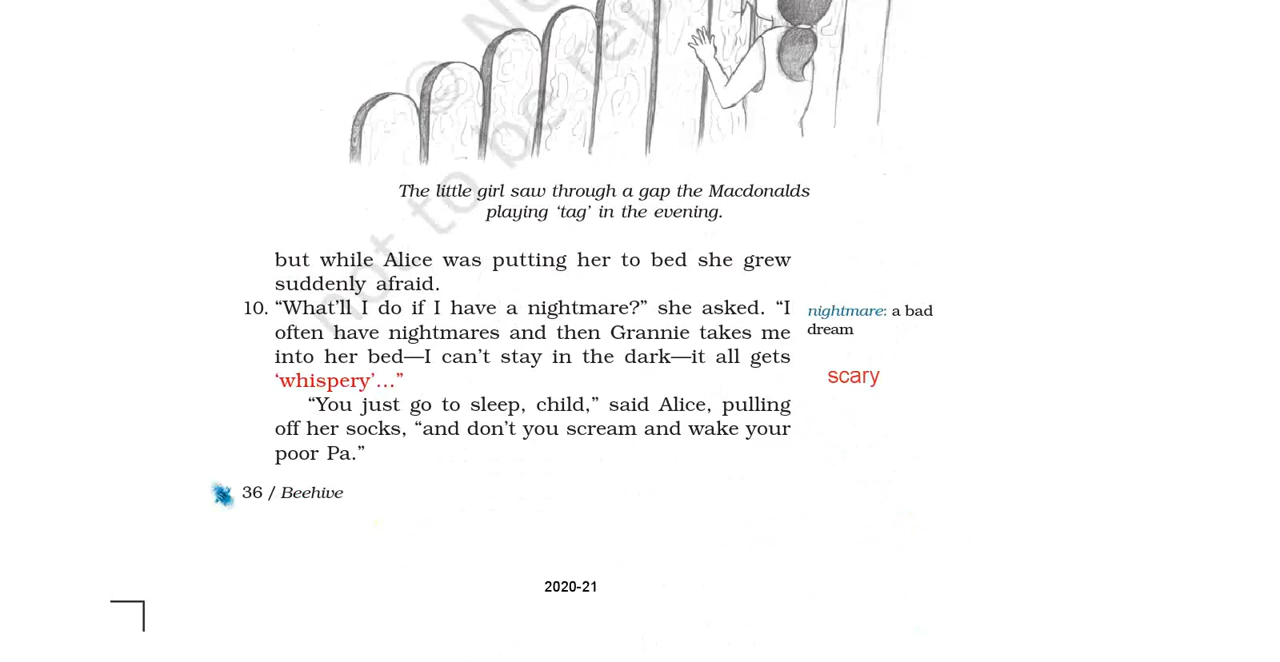 The little girl saw through a gap the Macdonalds
playing ‘tag’ in the evening.
but while Alice was putting her to bed she grew
suddenly afraid.
10. “What’ll I do if I have a nightmare?” she asked. “I
often have nightmares and then Grannie takes me
into her bed—I can’t stay in the dark—it all gets
‘whispery’...”
nightmare: a bad
dream
scary
“You just go to sleep, child,” said Alice, pulling
off her socks, “and don’t you scream and wake your
poor Pa.”
36 / Beehive
2020-21
not to be re